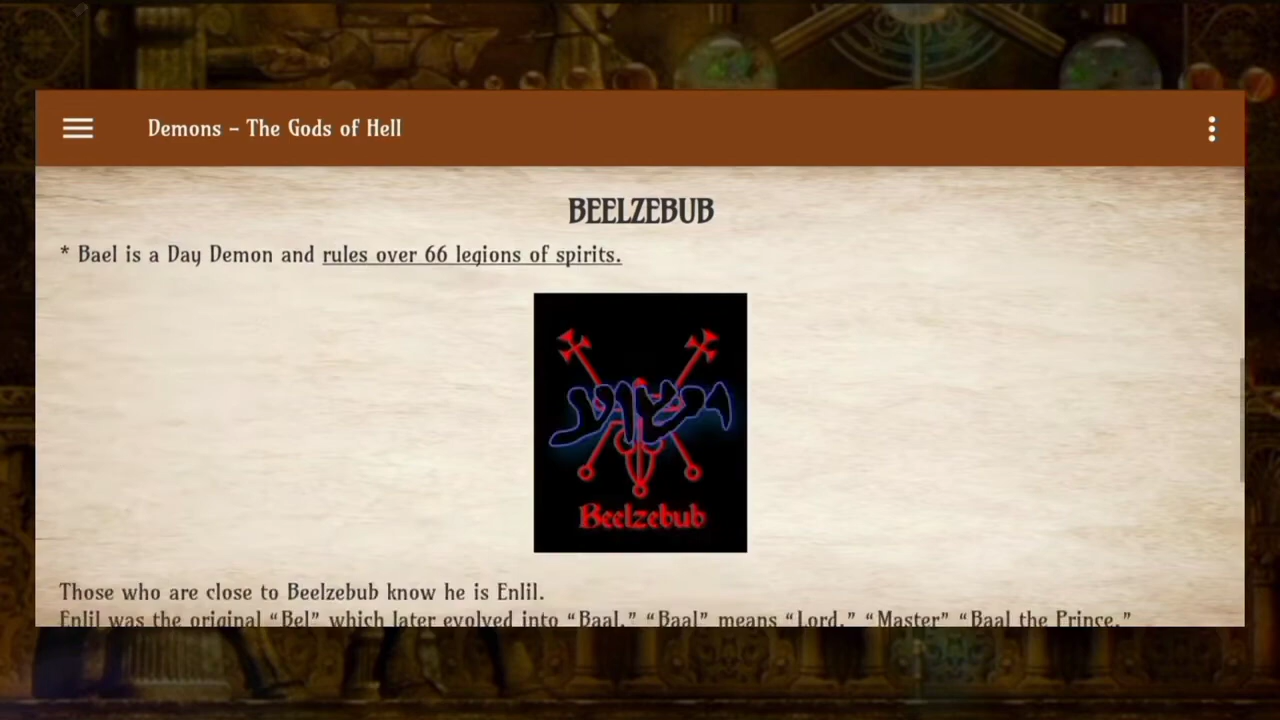 Demons – The Gods of Hell
BEELZEBUB
* Bael is a Day Demon and rules over 66 legions of spirits.
Beelzebub
Those who are close to Beelzebub know he is Enlil.
Enlil was the original “Bel” which later evolved into “Baal.” “Baal” means “Lord,” “Master” “Baal the Prince.”